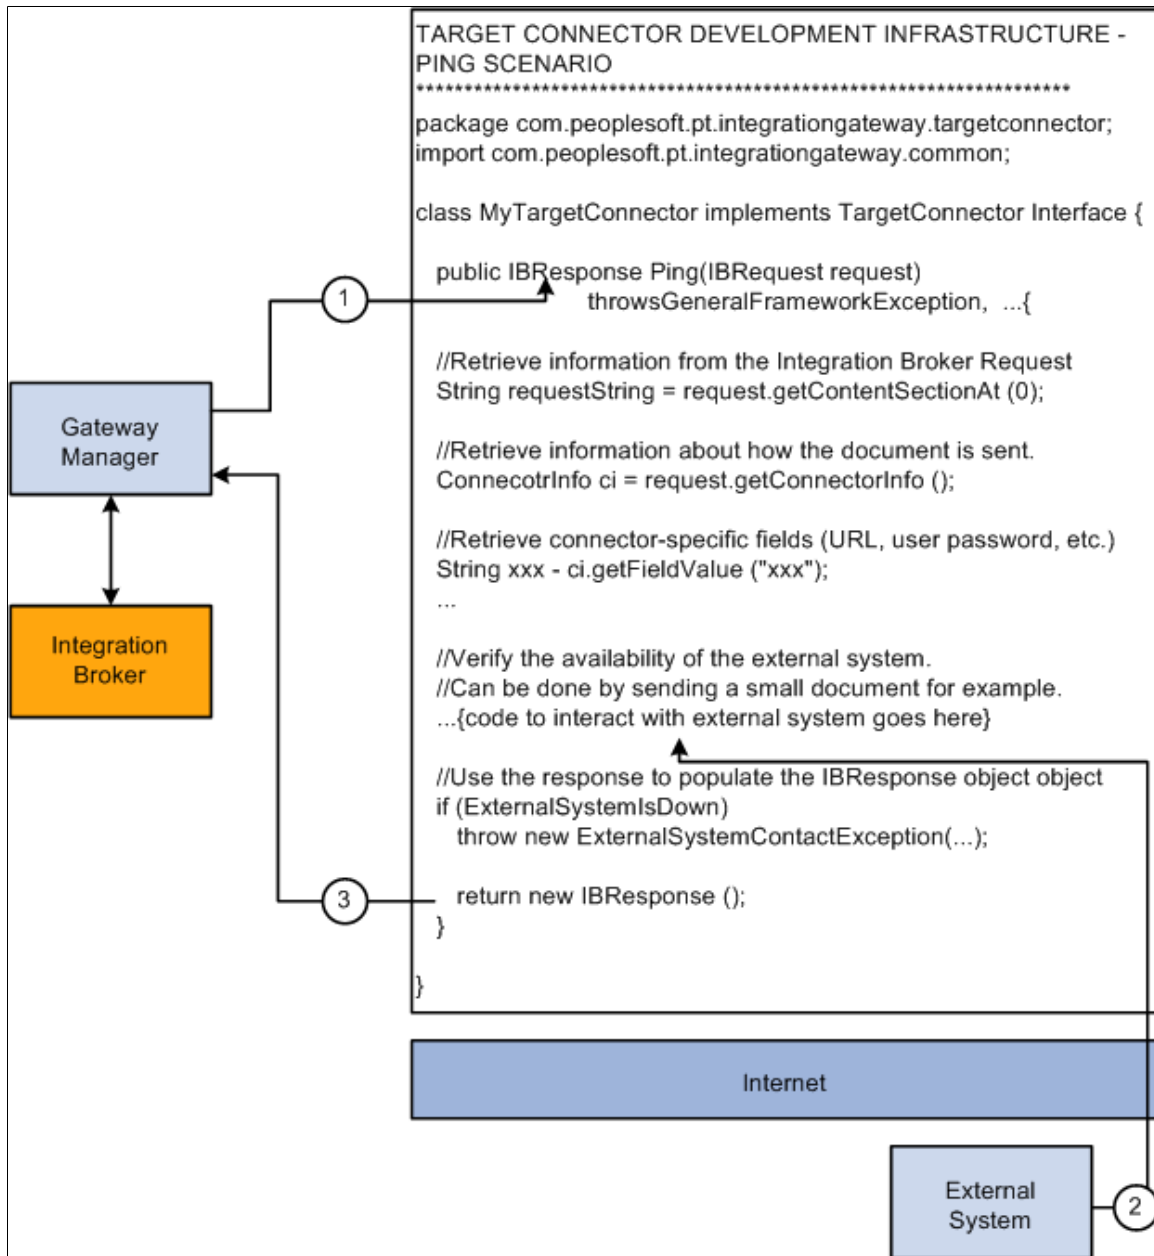 TARGET CONNECTOR DEVELOPMENT INFRASTRUCTURE -
PING SCENARIO
********************************************************************
package com.peoplesoft.pt.integrationgateway.targetconnector;
import com.peoplesoft.pt.integrationgateway.common;
class MyTargetConnector implements TargetConnector Interface {
public IBResponse Ping(IBRequest request)
throwsGeneralFrameworkException,  ...{
1
//Retrieve information from the Integration Broker Request
String requestString = request.getContentSectionAt (0);
Gateway
Manager
//Retrieve information about how the document is sent.
ConnecotrInfo ci = request.getConnectorInfo ();
//Retrieve connector-specific fields (URL, user password, etc.)
String xxx - ci.getFieldValue ("xxx");
...
Integration
Broker
//Verify the availability of the external system.
//Can be done by sending a small document for example.
...{code to interact with external system goes here}
//Use the response to populate the IBResponse object object
if (ExternalSystemIsDown)
throw new ExternalSystemContactException(...);
3
return new IBResponse ();
}
}
Internet
External
System
2